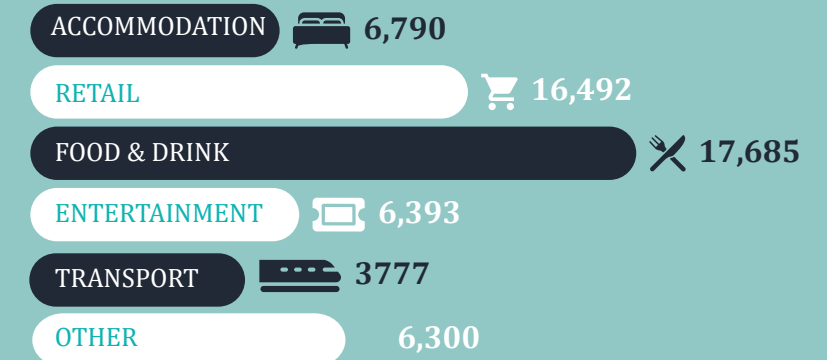 ACCOMMODATION 6,790
RETAIL 16,492
FOOD & DRINK 17,685
ENTERTAINMENT 6,393
TRANSPORT 3777
OTHER 6,300